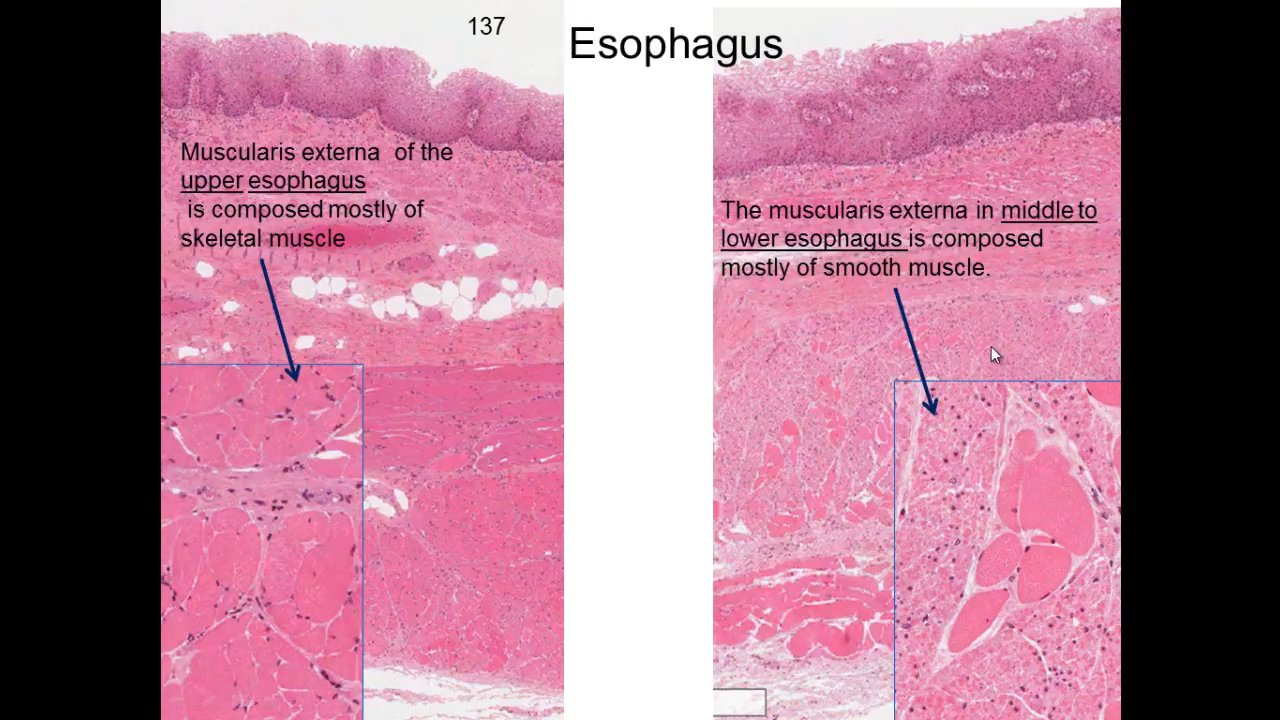 137
Esophagus
Muscularis externa of the
upper esophagus
is composed mostly of
skeletal muscle
The muscularis externa in middle to
lower esophagus is composed
mostly of smooth muscle.